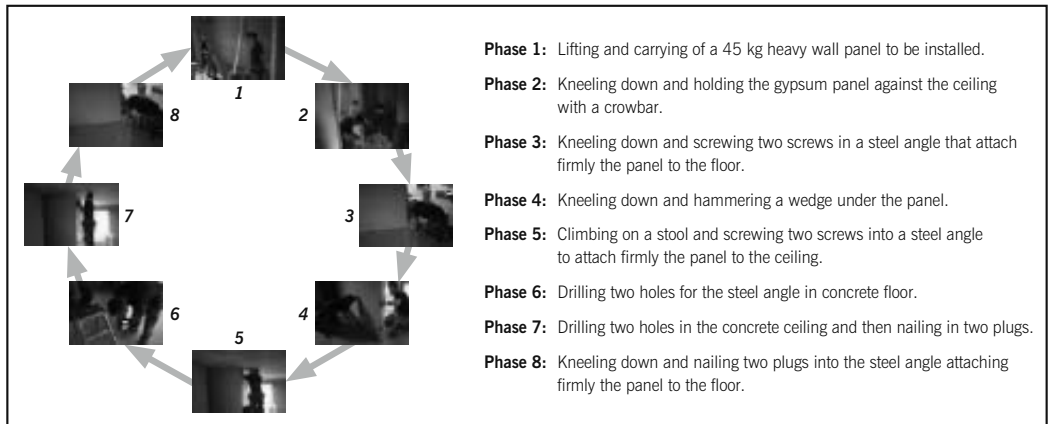 1
2
3
4
5
6
7
8
Phase 1: Lifting and carrying of a 45 kg heavy wall panel to be installed.
Phase 2: Kneeling down and holding the gypsum panel against the ceiling
with a crowbar.
Phase 3: Kneeling down and screwing two screws in a steel angle that attach
firmly the panel to the floor.
Phase 4: Kneeling down and hammering a wedge under the panel.
Phase 5: Climbing on a stool and screwing two screws into a steel angle
to attach firmly the panel to the ceiling.
Phase 6: Drilling two holes for the steel angle in concrete floor.
Phase 7: Drilling two holes in the concrete ceiling and then nailing in two plugs.
Phase 8: Kneeling down and nailing two plugs into the steel angle attaching
firmly the panel to the floor.